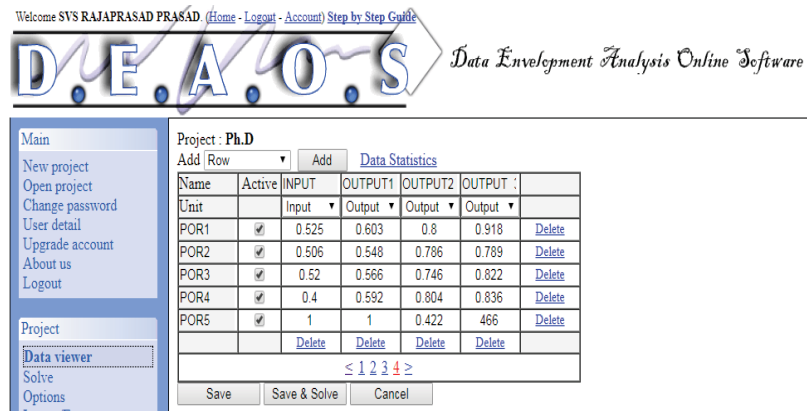 Welcome SVS RAJAPRASAD PRASAD. (Home - Logout - Account) Step by Step Guide
D.E.A.O.S
Data Envelopment Analysis Online Software
Main
New project
Open project
Change password
User detail
Upgrade account
About us
Logout
Project
Data viewer
Solve
Options
Project : Ph.D
Add Row Add Data Statistics
Name Active INPUT OUTPUT1 OUTPUT2 OUTPUT
Unit Input Output Output Output
POR1 0.525 0.603 0.8 0.918 Delete
POR2 0.506 0.548 0.786 0.789 Delete
POR3 0.52 0.566 0.746 0.822 Delete
POR4 0.4 0.592 0.804 0.836 Delete
POR5 1 1 0.422 466 Delete
Delete Delete Delete Delete
< 1 2 3 4 >
Save Save & Solve Cancel